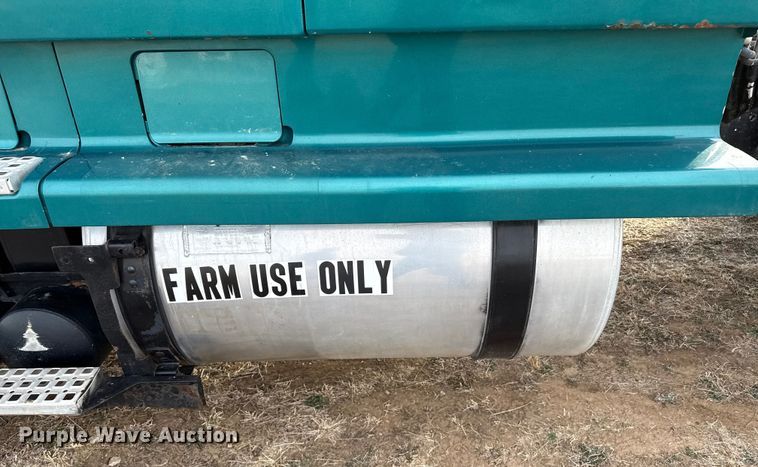 FARM USE ONLY
Purple Wave Auction